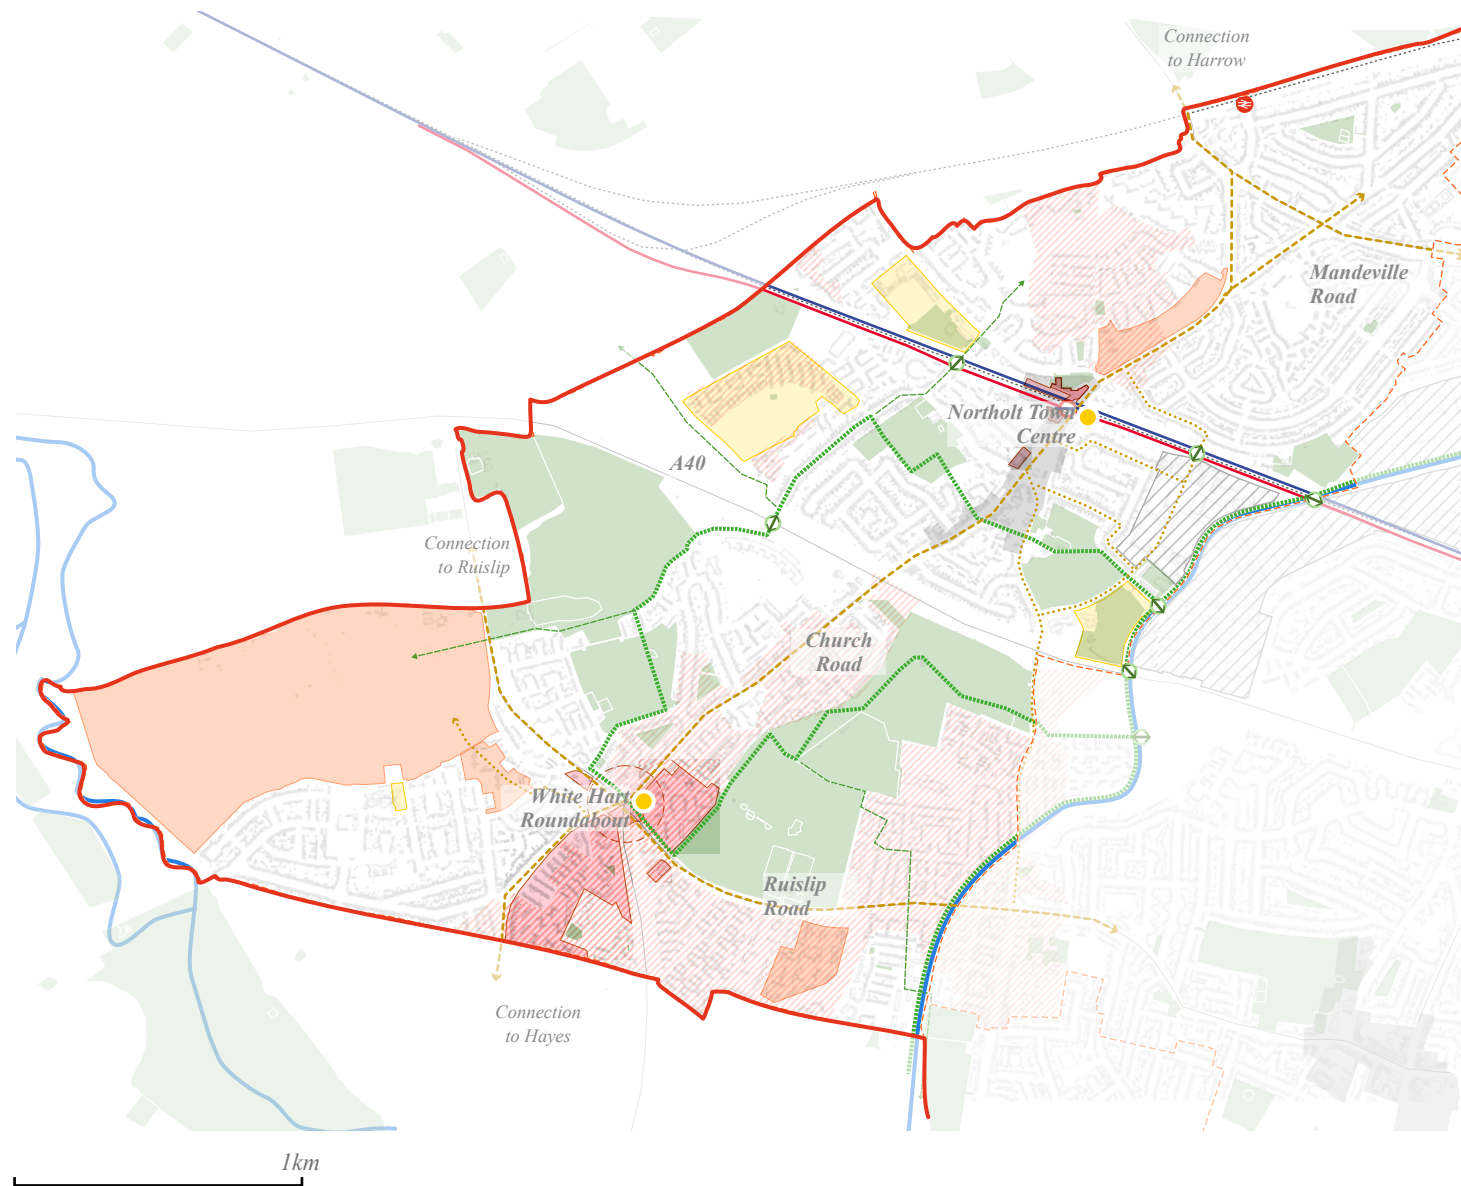 Connection
to Harrow
Mandeville
Road
Northolt Town
Centre
A40
Connection
to Ruislip
Church
Road
White Hart
Roundabout
Ruislip
Road
Connection
to Hayes
1km